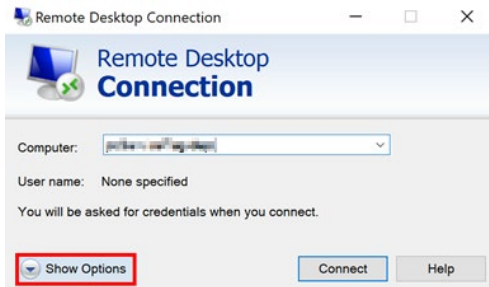 Remote Desktop Connection
Remote Desktop
Connection
Computer:
User name: None specified
You will be asked for credentials when you connect.
Show Options Connect Help